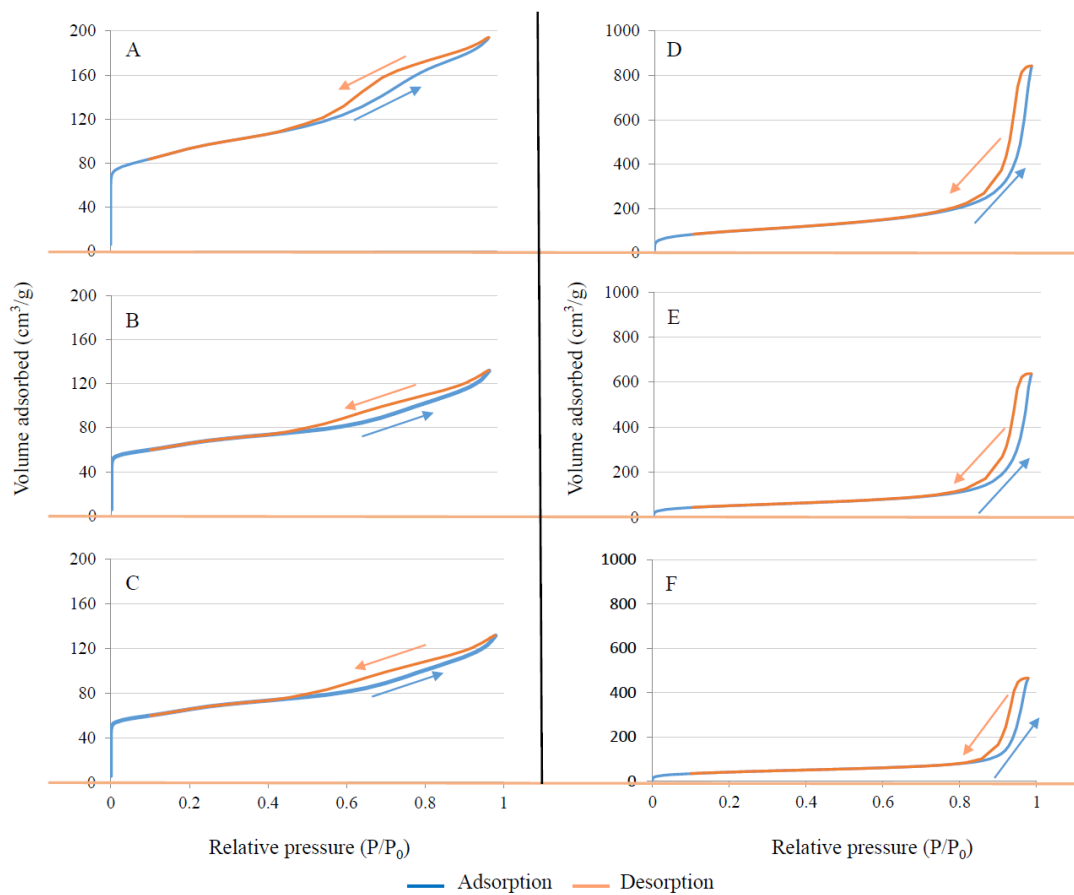 200
160
120
80
40
0
A
1000
800
600
400
200
0
D
Volume adsorbed (cm³/g)
200
160
120
80
40
0
B
Volume adsorbed (cm³/g)
1000
800
600
400
200
0
E
200
160
120
80
40
0
C
1000
800
600
400
200
0
F
0 0.2 0.4 0.6 0.8 1
0 0.2 0.4 0.6 0.8 1
Relative pressure (P/P₀)
Relative pressure (P/P₀)
Adsorption Desorption